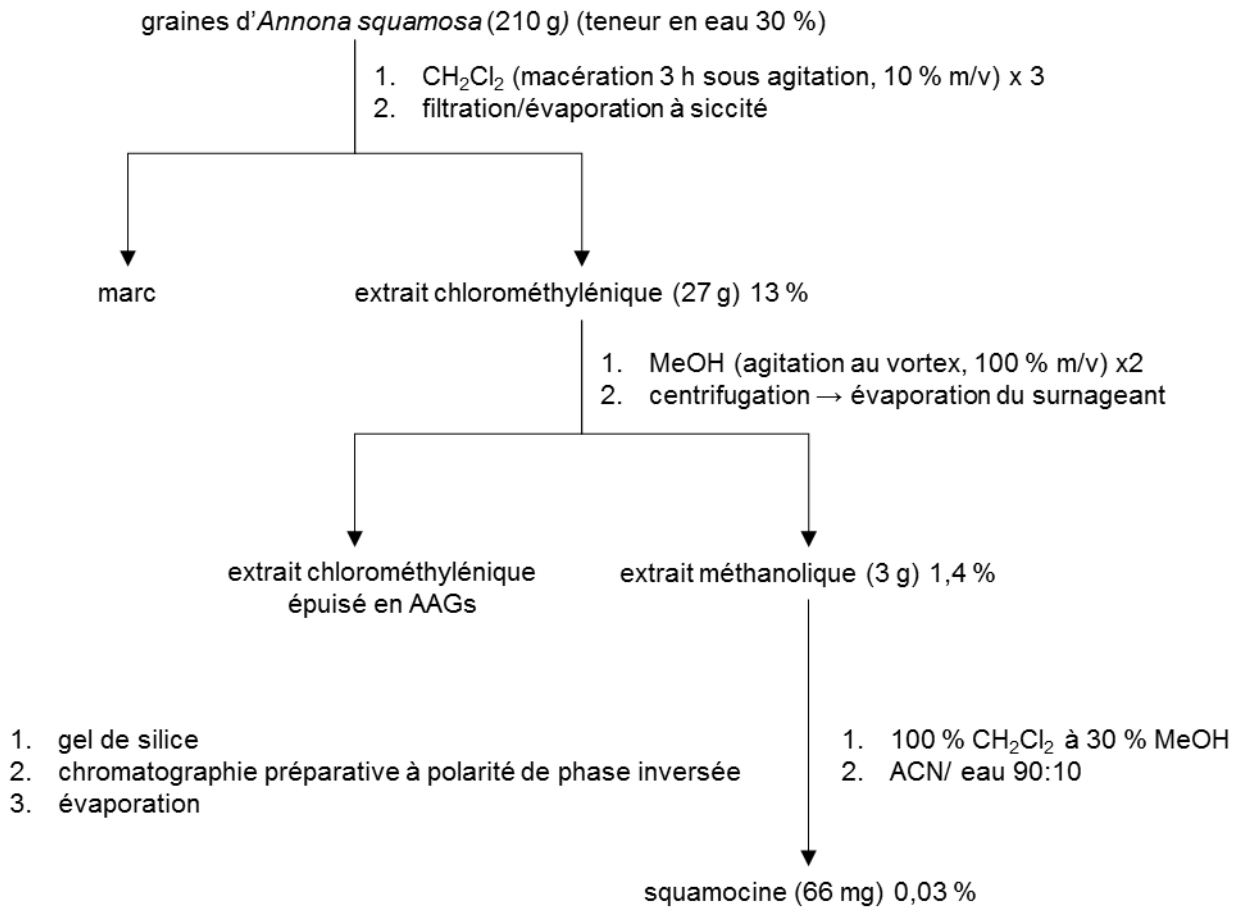 graines d'Annona squamosa (210 g) (teneur en eau 30 %)
1. CH₂Cl₂ (macération 3 h sous agitation, 10 % m/v) x 3
2. filtration/évaporation à siccité
marc
extrait chlorométhylénique (27 g) 13 %
1. MeOH (agitation au vortex, 100 % m/v) x2
2. centrifugation → évaporation du surnageant
extrait chlorométhylénique
épuisé en AAGs
extrait méthanolique (3 g) 1,4 %
1. gel de silice
2. chromatographie préparative à polarité de phase inversée
3. évaporation
1. 100 % CH₂Cl₂ à 30 % MeOH
2. ACN/ eau 90:10
squamocine (66 mg) 0,03 %